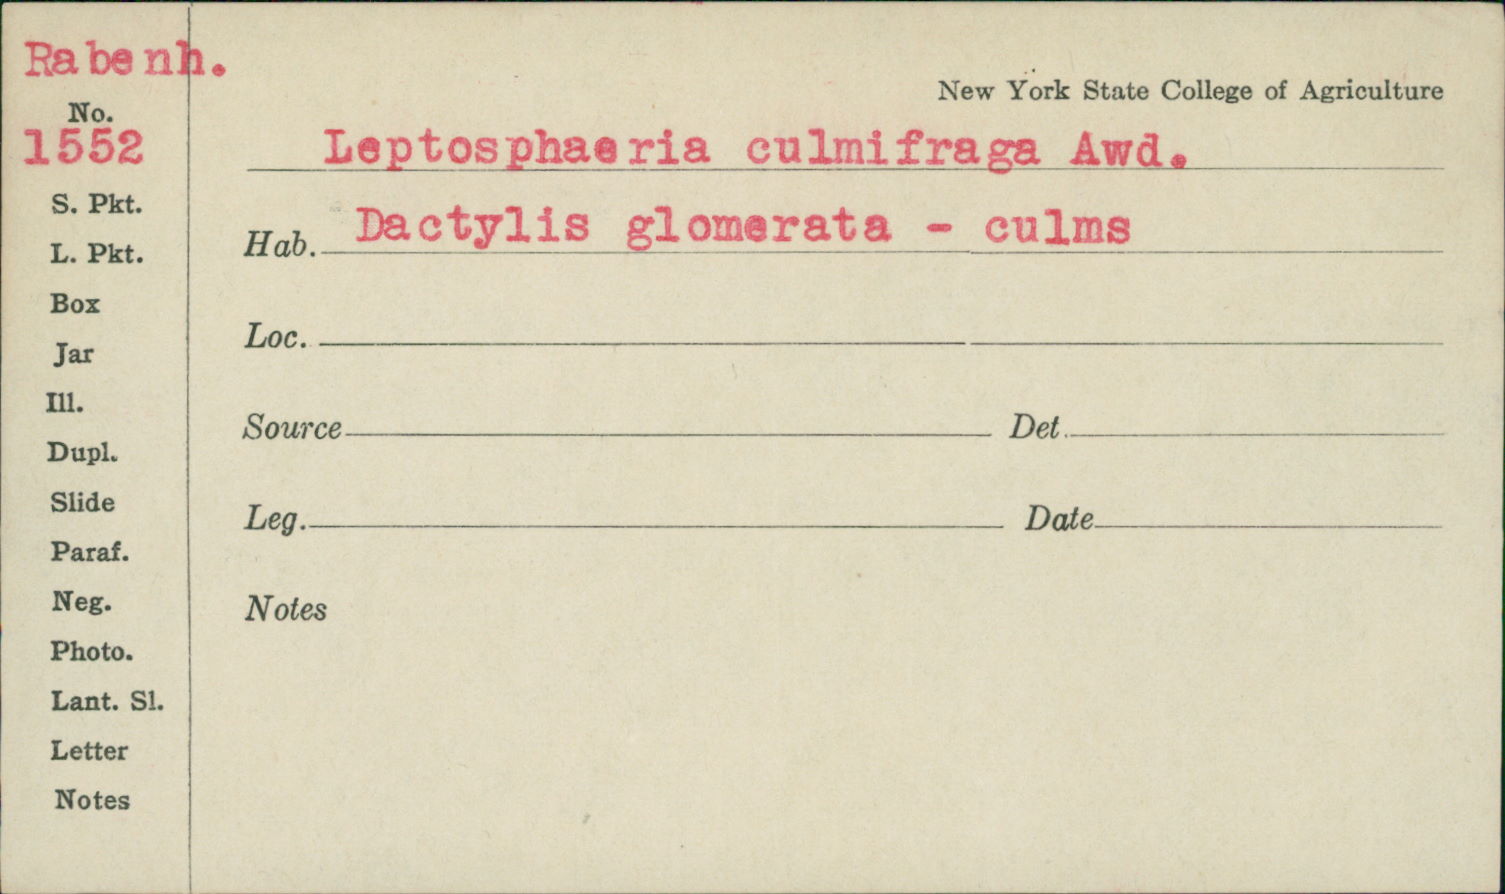 Rabenh.
New York State College of Agriculture
No.
1552
Leptosphaeria culmifraga Awd.
Hab. Dactylis glomerata - culms
Loc.
Source Det.
Leg. Date
Notes
S. Pkt.
L. Pkt.
Box
Jar
Ill.
Dupl.
Slide
Paraf.
Neg.
Photo.
Lant. Sl.
Letter
Notes